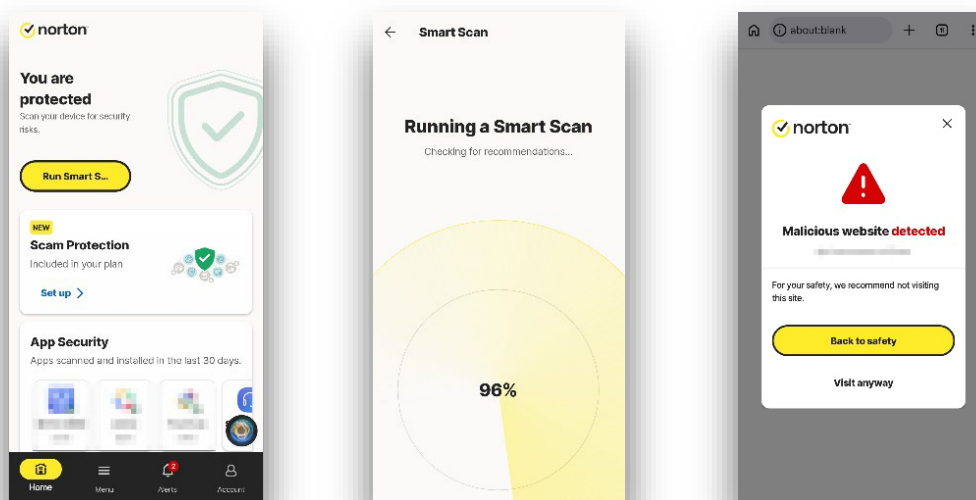 norton
You are
protected
Scan your device for security
risks.
Run Smart S...
NEW
Scam Protection
Included in your plan
Set up
App Security
Apps scanned and installed in the last 30 days.
Home
Menu
2
Alerts
Account
Smart Scan
Running a Smart Scan
Checking for recommendations...
96%
about:blank
norton
Malicious website detected
For your safety, we recommend not visiting
this site.
Back to safety
Visit anyway